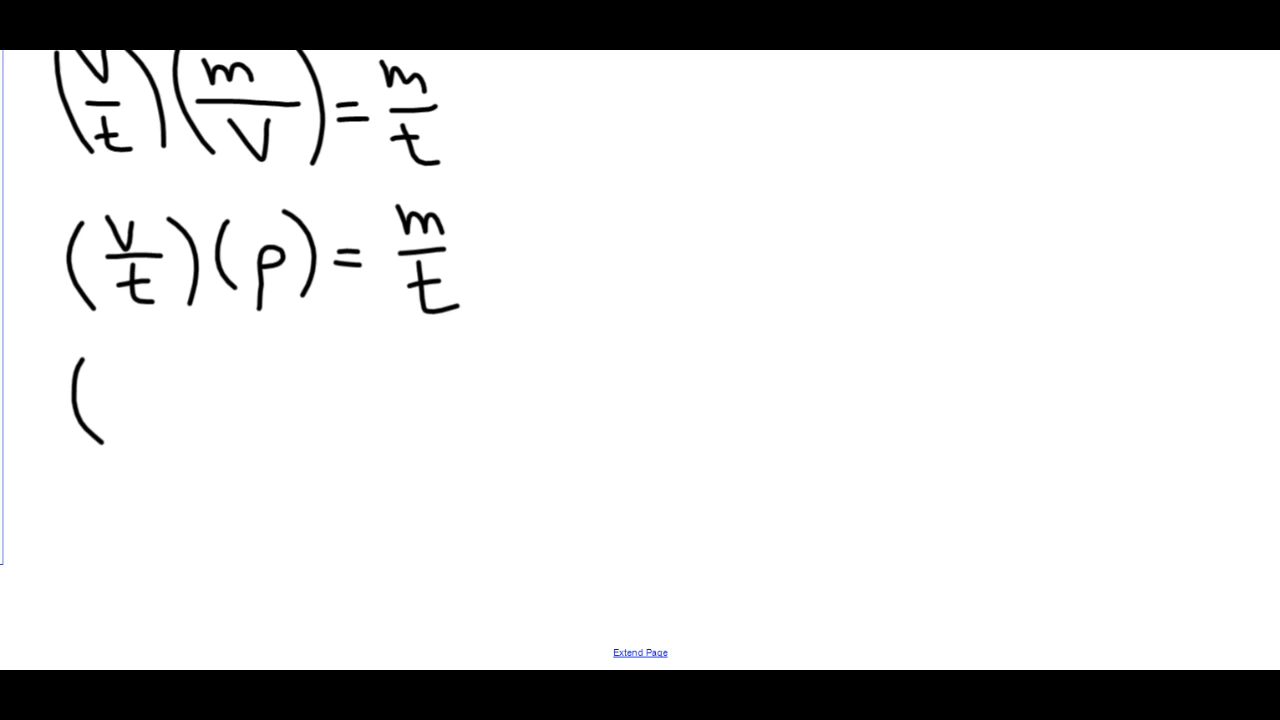 (V/t)(m/V) = m/t
(V/t)(ρ) = m/t
(
Extend Page